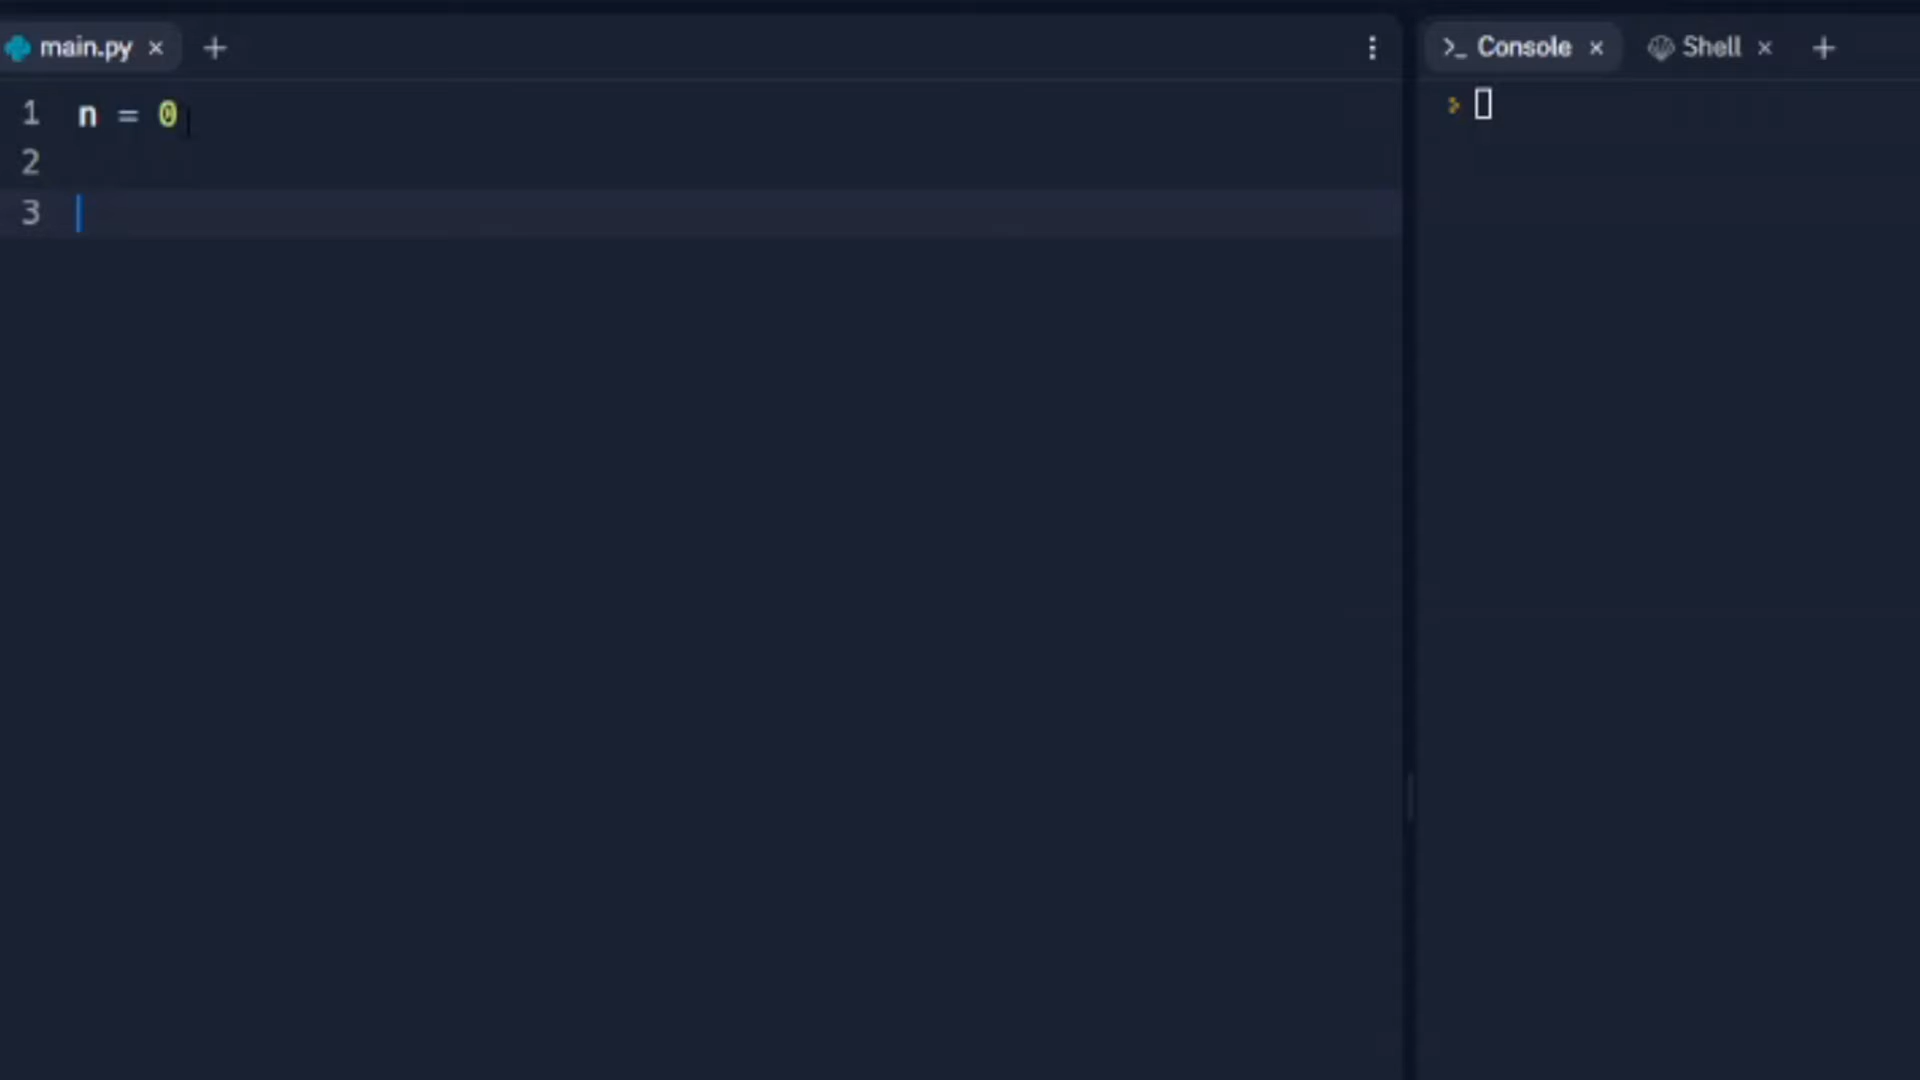 main.py × +
1 n = 0
2
3
>_ Console × Shell × +